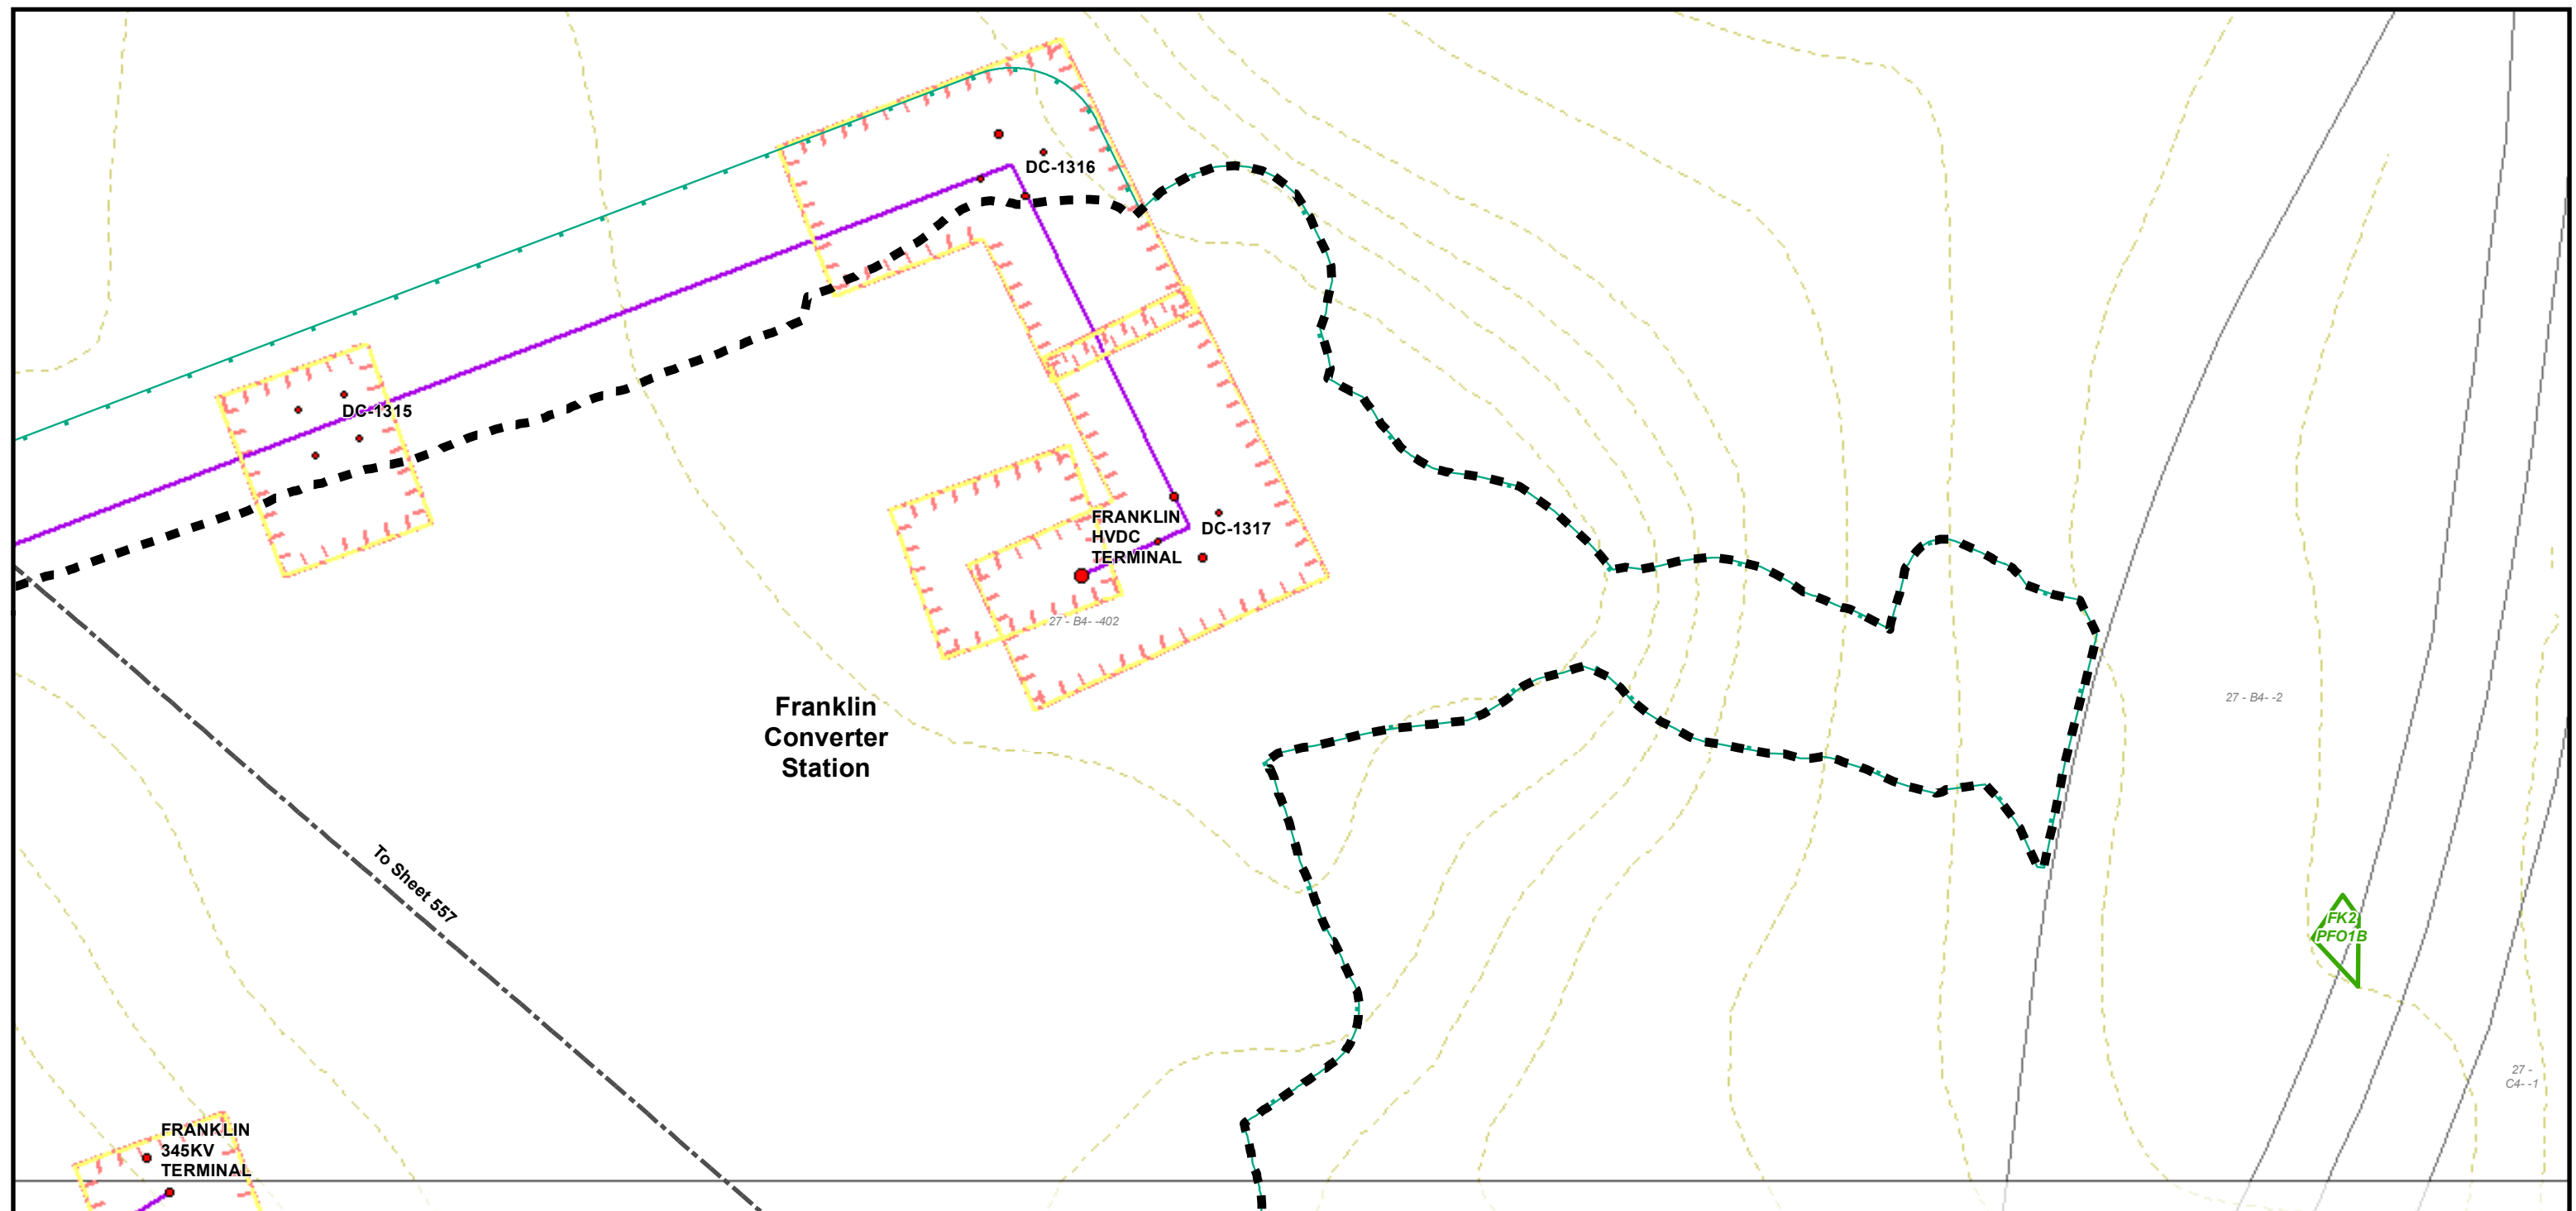 DC-1316
DC-1315
FRANKLIN
HVDC
TERMINAL
DC-1317
27 - B4- -402
Franklin
Converter
Station
27 - B4- -2
To Sheet 557
FK2
PFO1B
27 -
C4- -1
FRANKLIN
345KV
TERMINAL